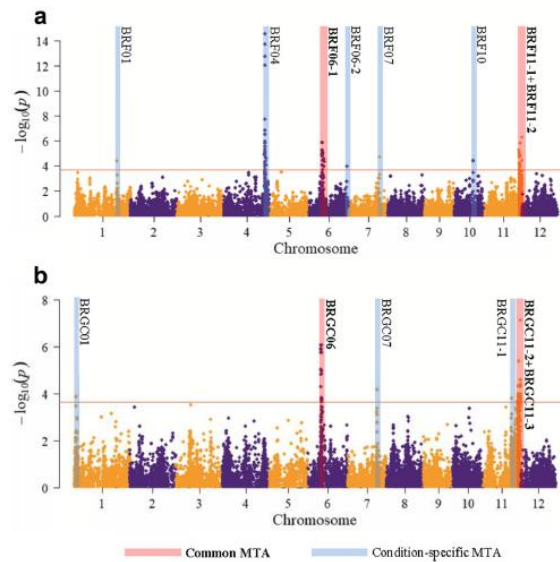 a
BRF01
BRF04
BRF06-1
BRF06-2
BRF07
BRF10
BRF11-1+BRF11-2
− log₁₀(p)
14
12
10
8
6
4
2
0
1 2 3 4 5 6 7 8 9 10 11 12
Chromosome
b
BRGC01
BRGC06
BRGC07
BRGC11-1
BRGC11-2+BRGC11-3
− log₁₀(p)
8
6
4
2
0
1 2 3 4 5 6 7 8 9 10 11 12
Chromosome
Common MTA Condition-specific MTA